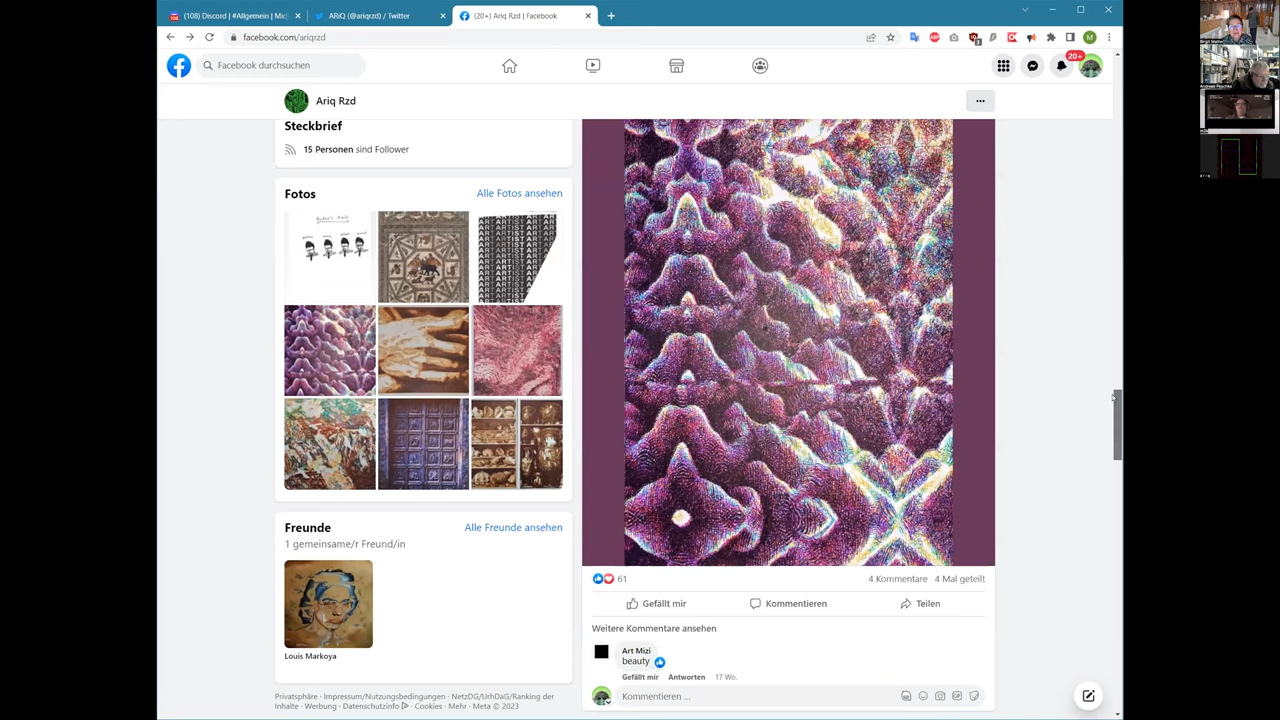 (108) Discord | #Allgemein | Mid
ARiQ (@ariqrzd) / Twitter
(20+) Ariq Rzd | Facebook
facebook.com/ariqrzd
Facebook durchsuchen
20+
Ariq Rzd
Steckbrief
15 Personen sind Follower
Fotos
Alle Fotos ansehen
Freunde
Alle Freunde ansehen
1 gemeinsame/r Freund/in
Louis Markoya
Privatsphäre · Impressum/Nutzungsbedingungen · NetzDG/UrhDaG/Ranking der
Inhalte · Werbung · Datenschutzinfo · Cookies · Mehr · Meta © 2023
61
4 Kommentare
4 Mal geteilt
Gefällt mir
Kommentieren
Teilen
Weitere Kommentare ansehen
Art Mizi
beauty
Gefällt mir
Antworten
17 Wo.
Kommentieren ...
Andreas Peschka